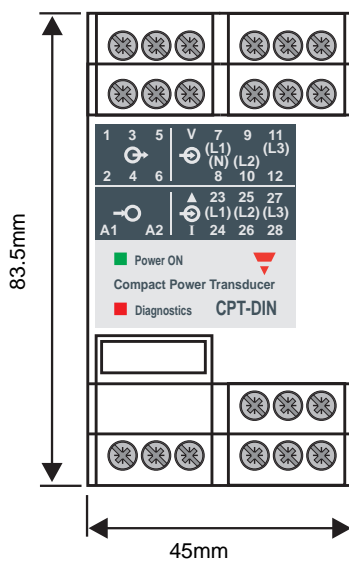 1 3 5 V 7 9 11
(L1) (L3)
(N) (L2)
2 4 6 8 10 12
23 25 27
(L1) (L2) (L3)
A1 A2 I 24 26 28
Power ON
Compact Power Transducer
Diagnostics CPT-DIN
83.5mm
45mm